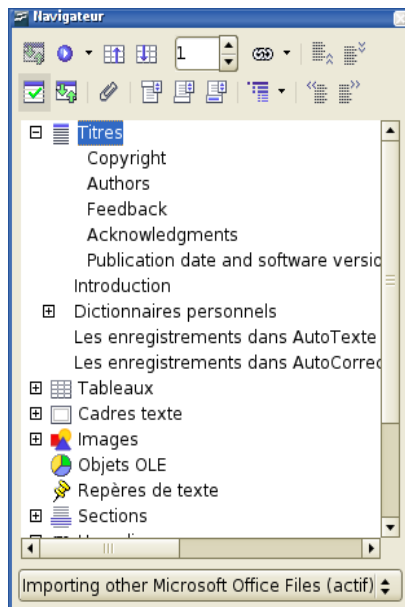 Navigateur
1
Titres
Copyright
Authors
Feedback
Acknowledgments
Publication date and software versio
Introduction
Dictionnaires personnels
Les enregistrements dans AutoTexte
Les enregistrements dans AutoCorrec
Tableaux
Cadres texte
Images
Objets OLE
Repères de texte
Sections
Importing other Microsoft Office Files (actif)